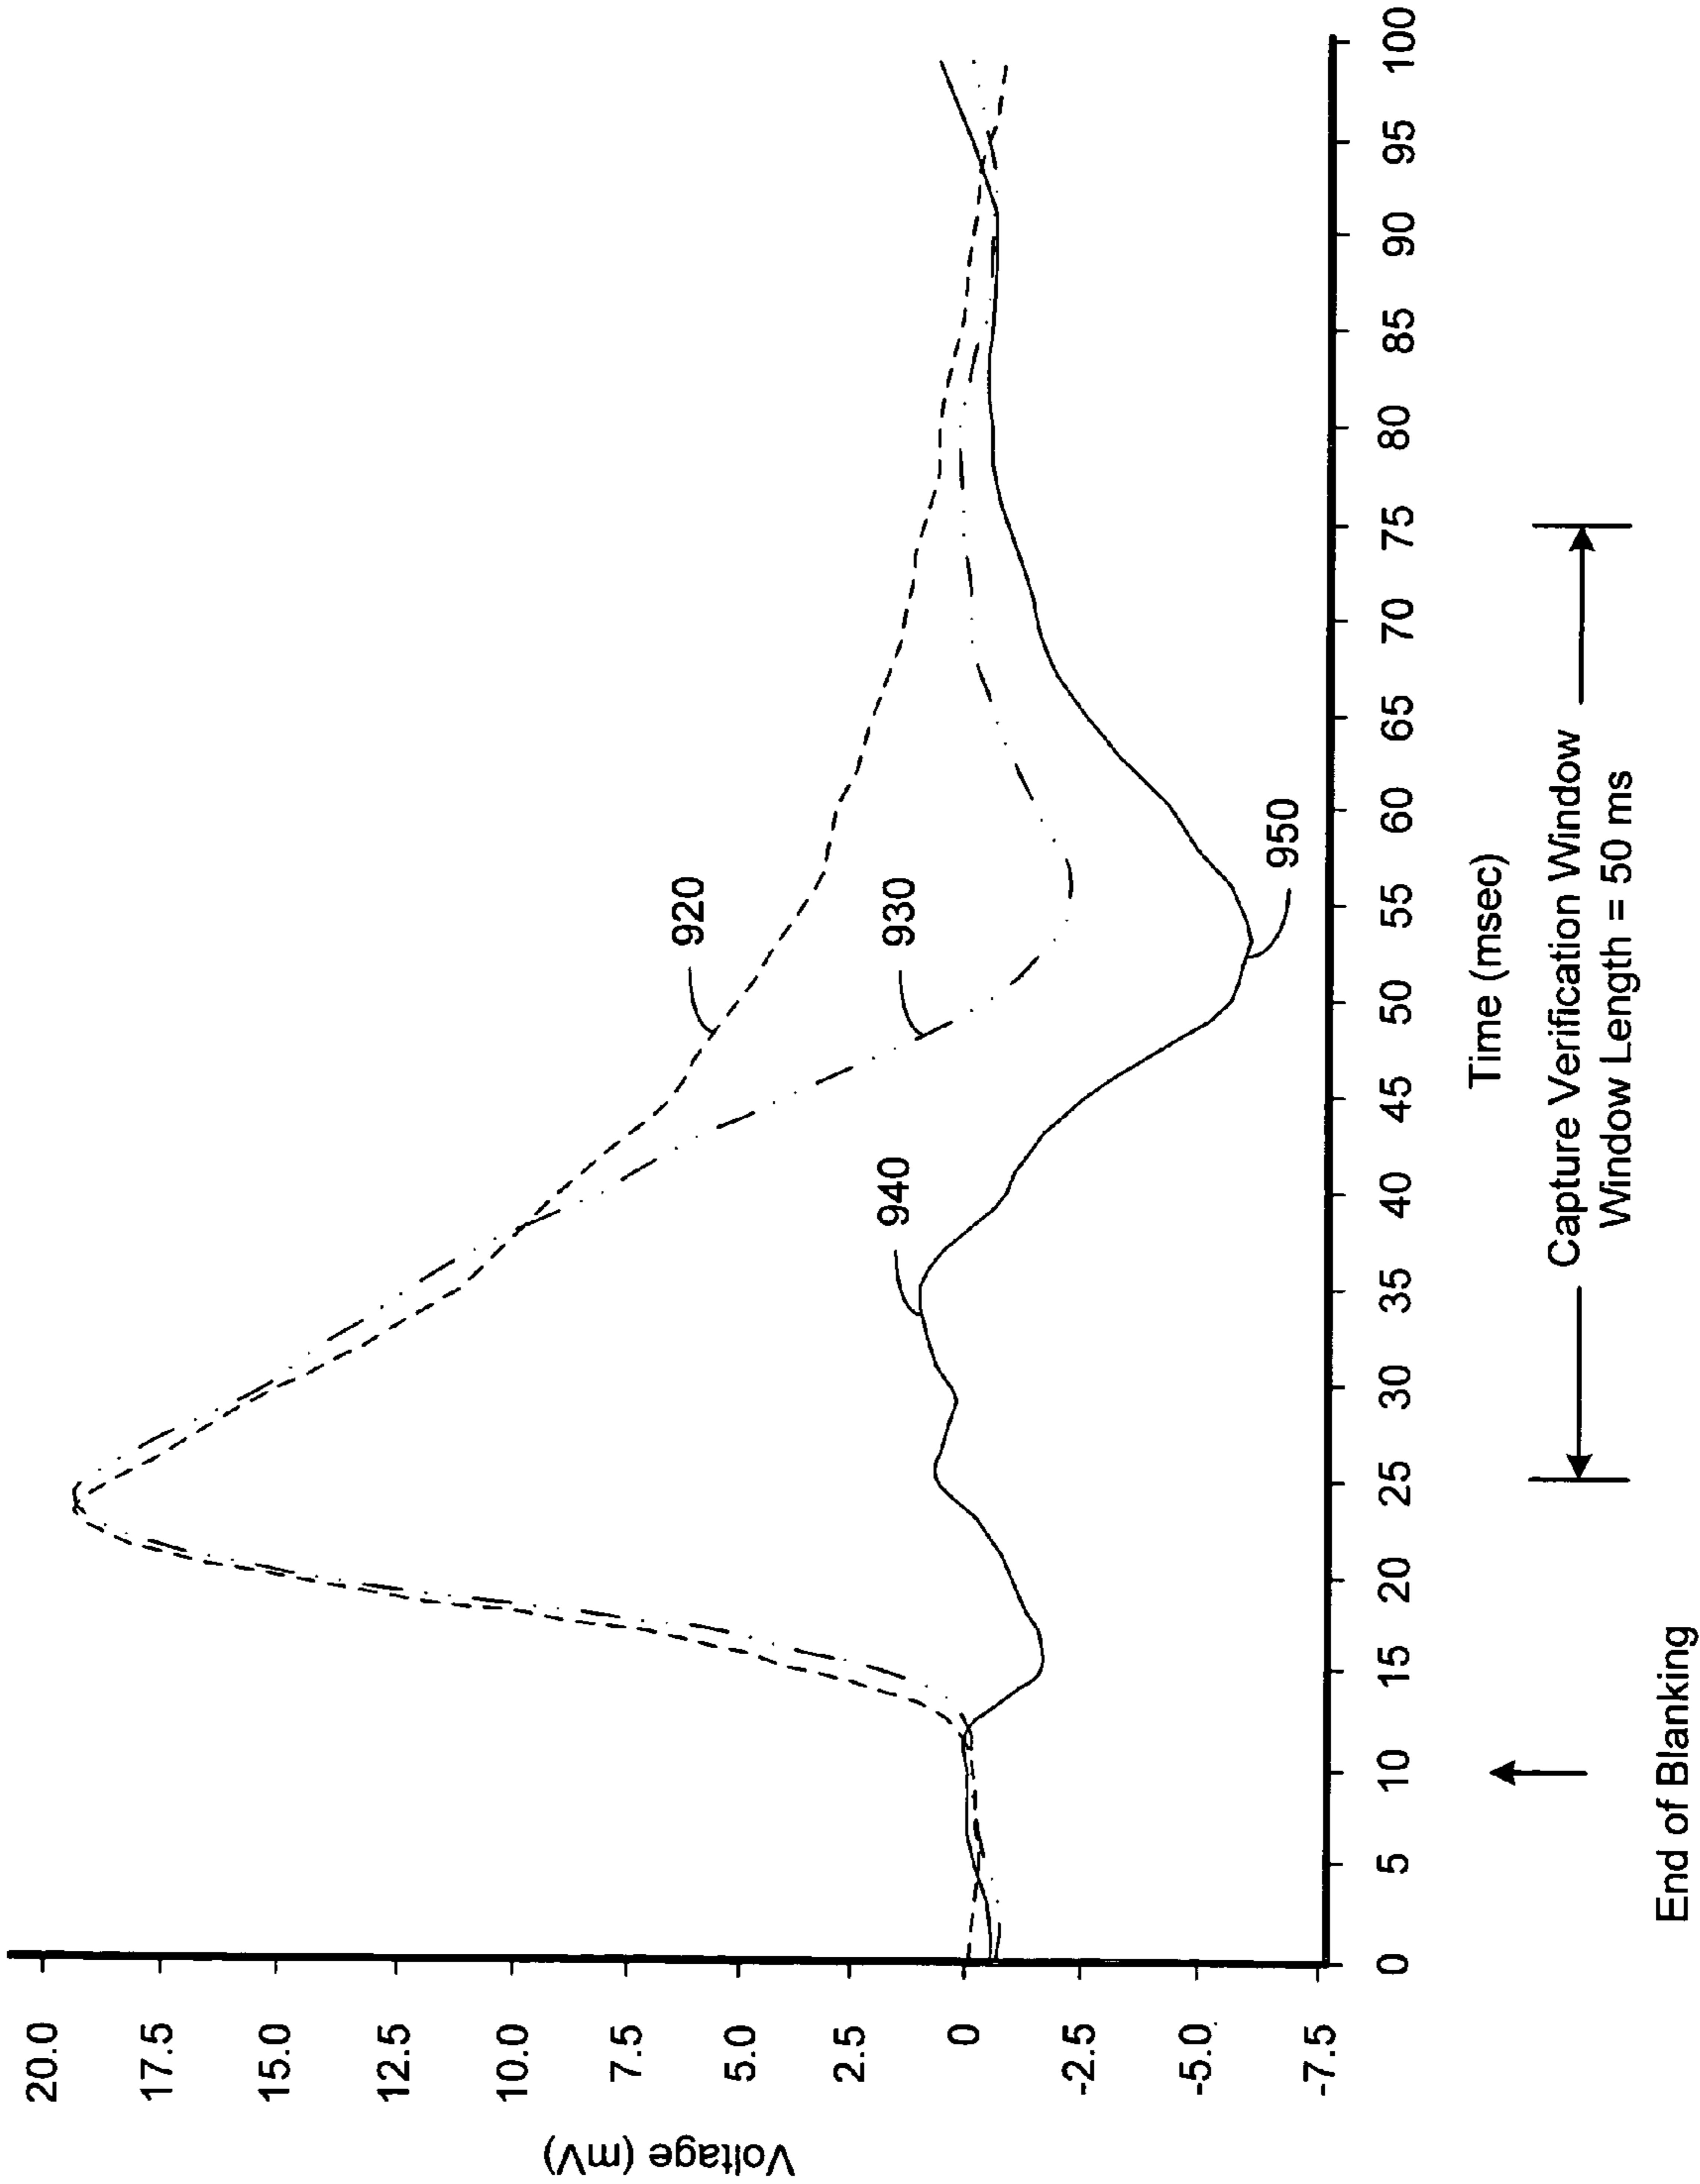 Voltage (mV)
20.0
17.5
15.0
12.5
10.0
7.5
5.0
2.5
0
-2.5
-5.0
-7.5
920
930
940
950
0 5 10 15 20 25 30 35 40 45 50 55 60 65 70 75 80 85 90 95 100
Time (msec)
End of Blanking
Capture Verification Window
Window Length = 50 ms